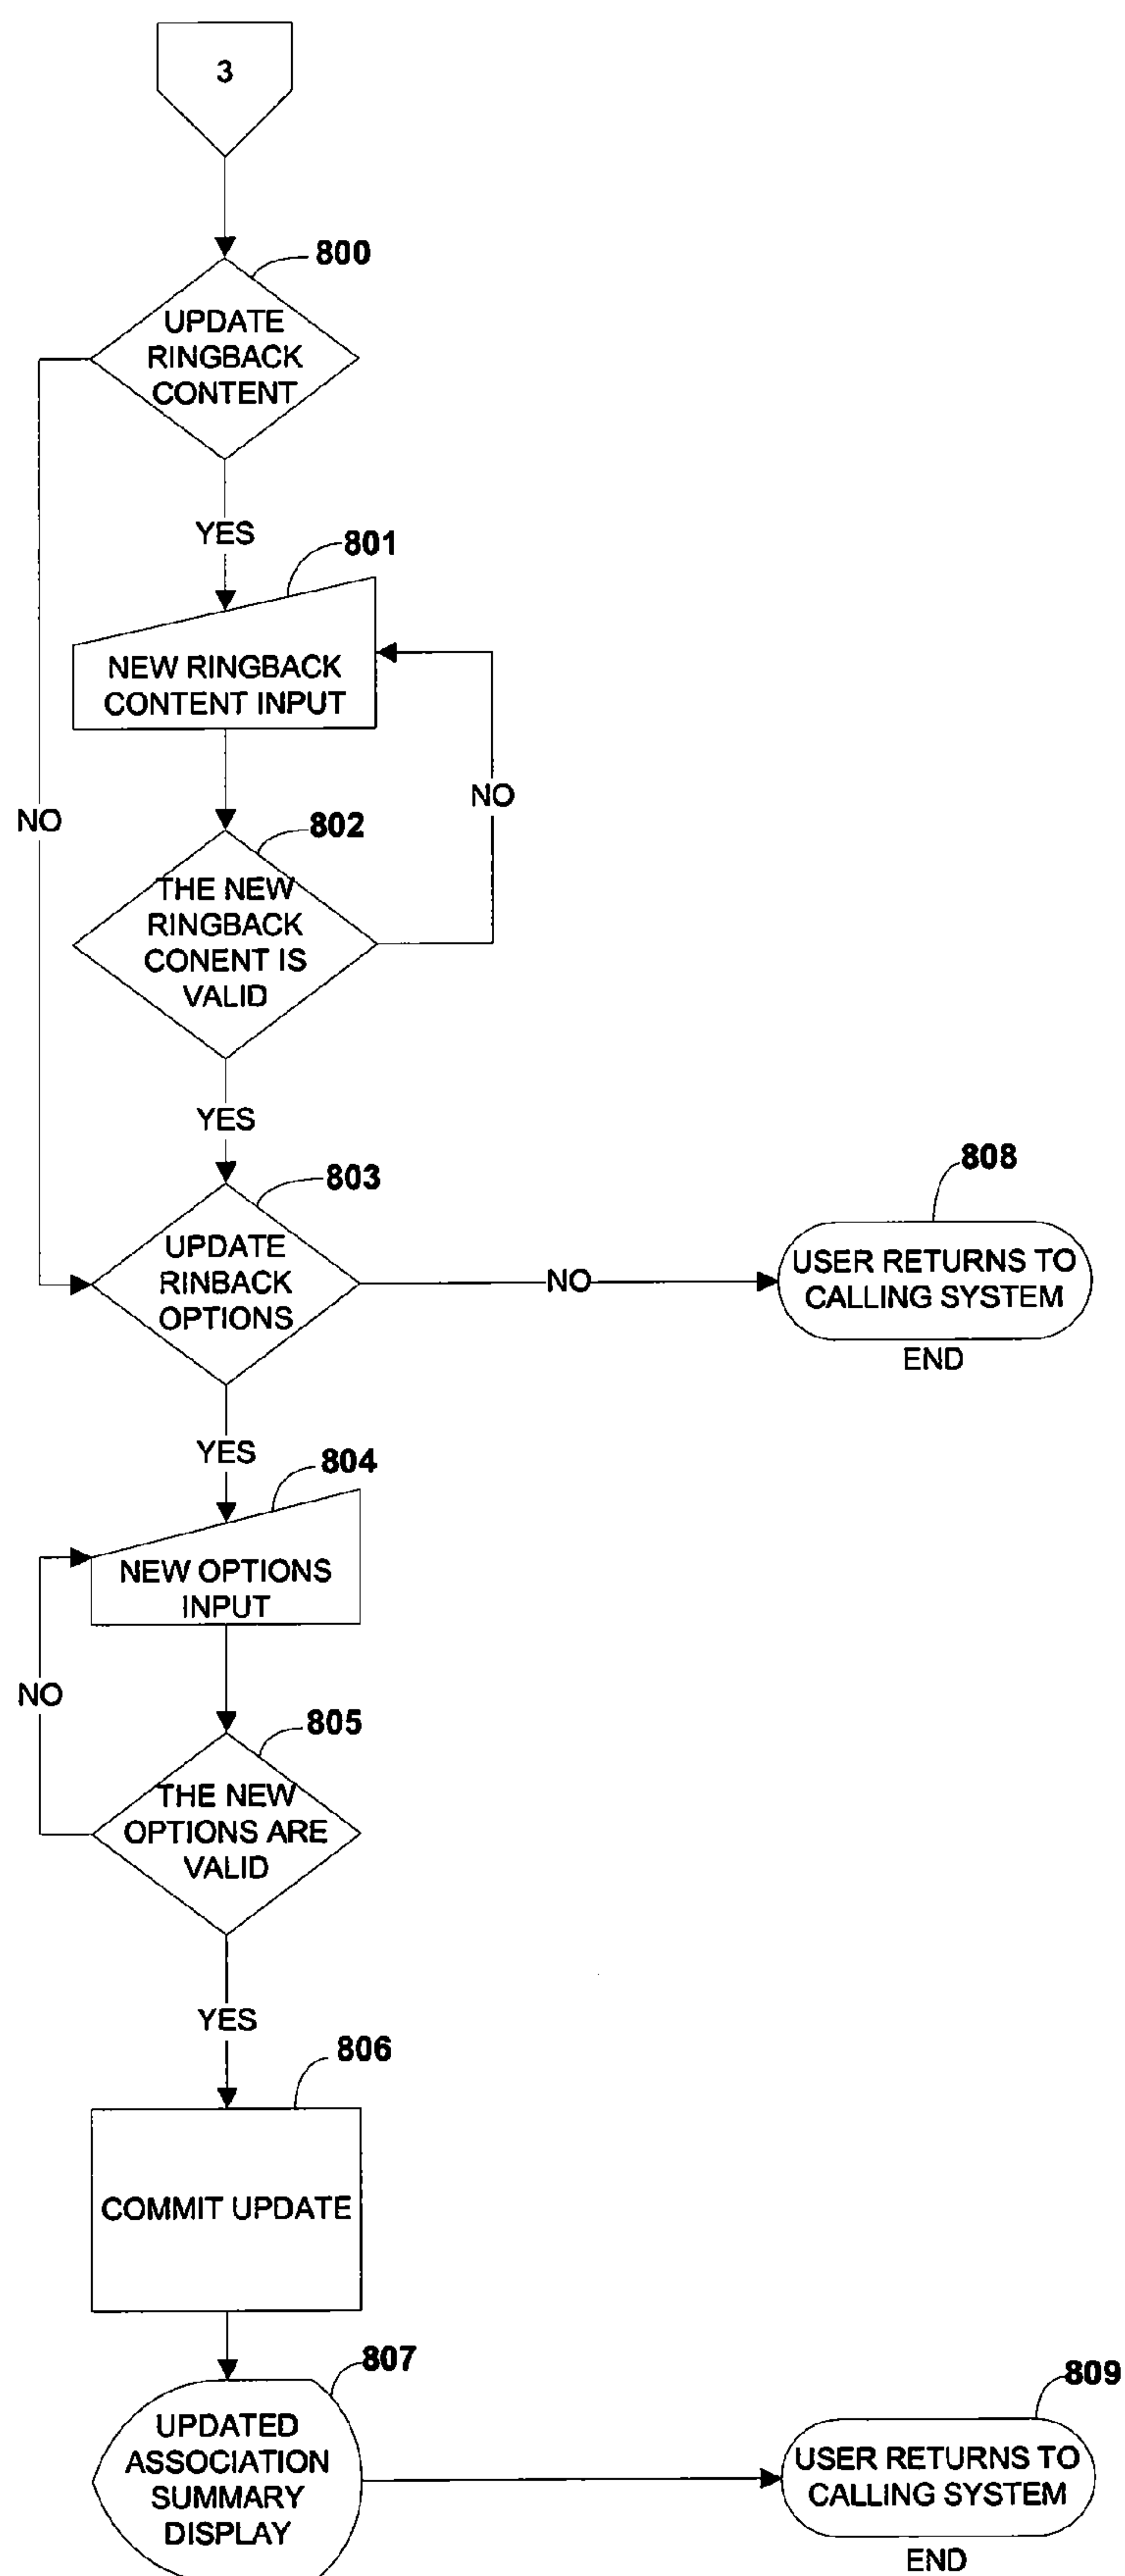 3
800
UPDATE
RINGBACK
CONTENT
YES
801
NEW RINGBACK
CONTENT INPUT
NO
NO
802
THE NEW
RINGBACK
CONENT IS
VALID
YES
803
UPDATE
RINBACK
OPTIONS
NO
808
USER RETURNS TO
CALLING SYSTEM
END
YES
804
NEW OPTIONS
INPUT
NO
805
THE NEW
OPTIONS ARE
VALID
YES
806
COMMIT UPDATE
807
UPDATED
ASSOCIATION
SUMMARY
DISPLAY
809
USER RETURNS TO
CALLING SYSTEM
END